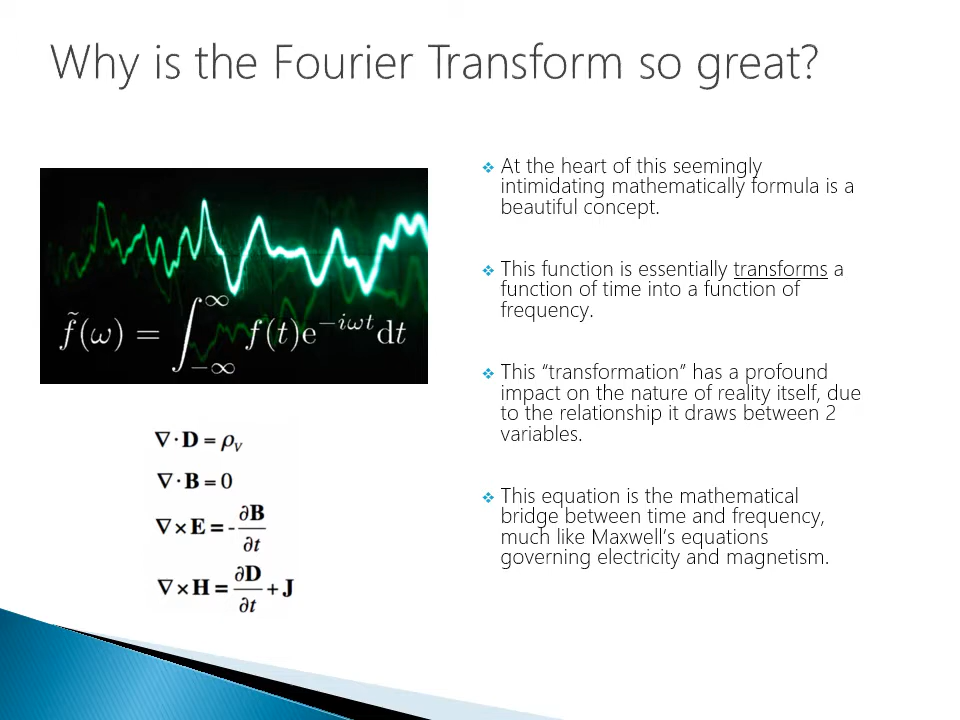 Why is the Fourier Transform so great?
f̃(ω) = ∫_{-∞}^{∞} f(t)e^{-iωt}dt
∇·D = ρᵥ
∇·B = 0
∇×E = -∂B/∂t
∇×H = ∂D/∂t + J
❖ At the heart of this seemingly
intimidating mathematically formula is a
beautiful concept.
❖ This function is essentially transforms a
function of time into a function of
frequency.
❖ This “transformation” has a profound
impact on the nature of reality itself, due
to the relationship it draws between 2
variables.
❖ This equation is the mathematical
bridge between time and frequency,
much like Maxwell’s equations
governing electricity and magnetism.